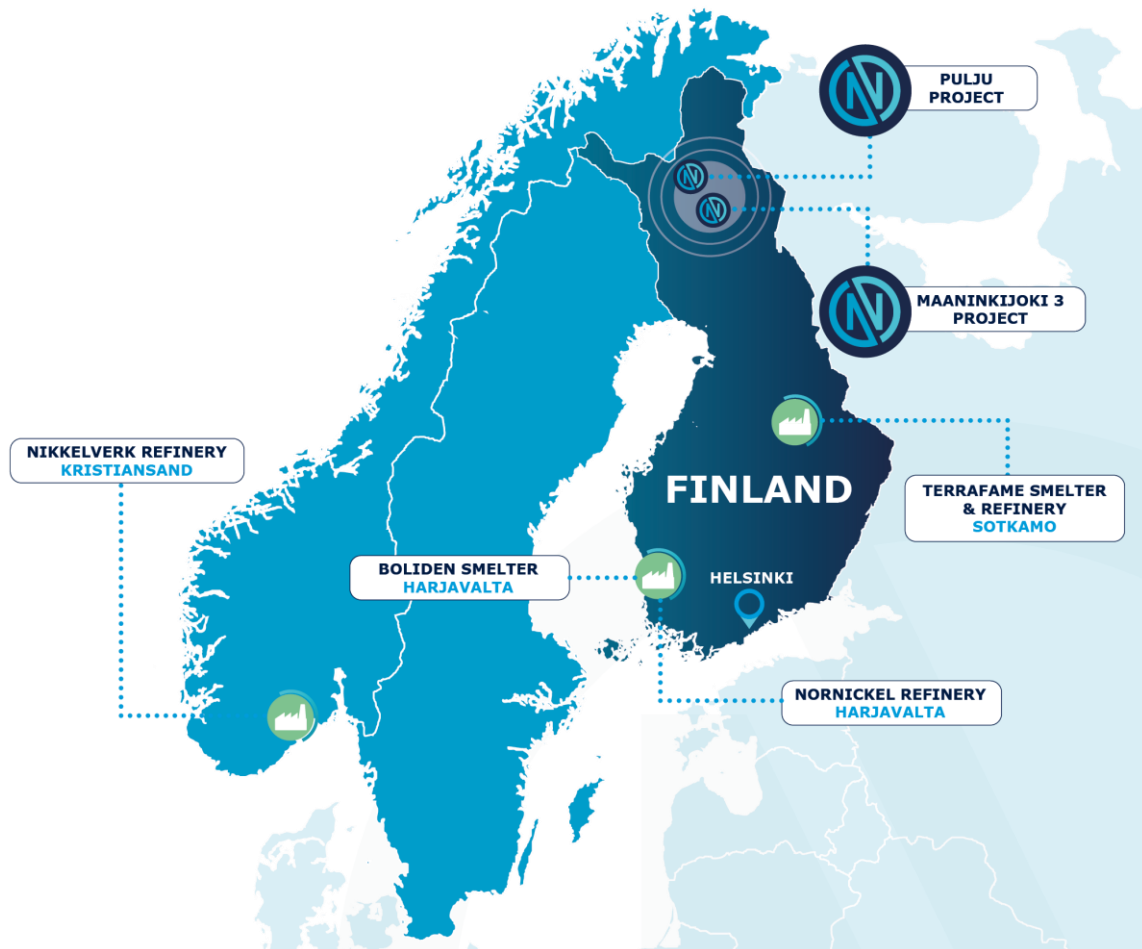 PULJU
PROJECT
MAANINKIJOKI 3
PROJECT
NIKKELVERK REFINERY
KRISTIANSAND
FINLAND
TERRAFAME SMELTER
& REFINERY
SOTKAMO
BOLIDEN SMELTER
HARJAVALTA
HELSINKI
NORNICKEL REFINERY
HARJAVALTA